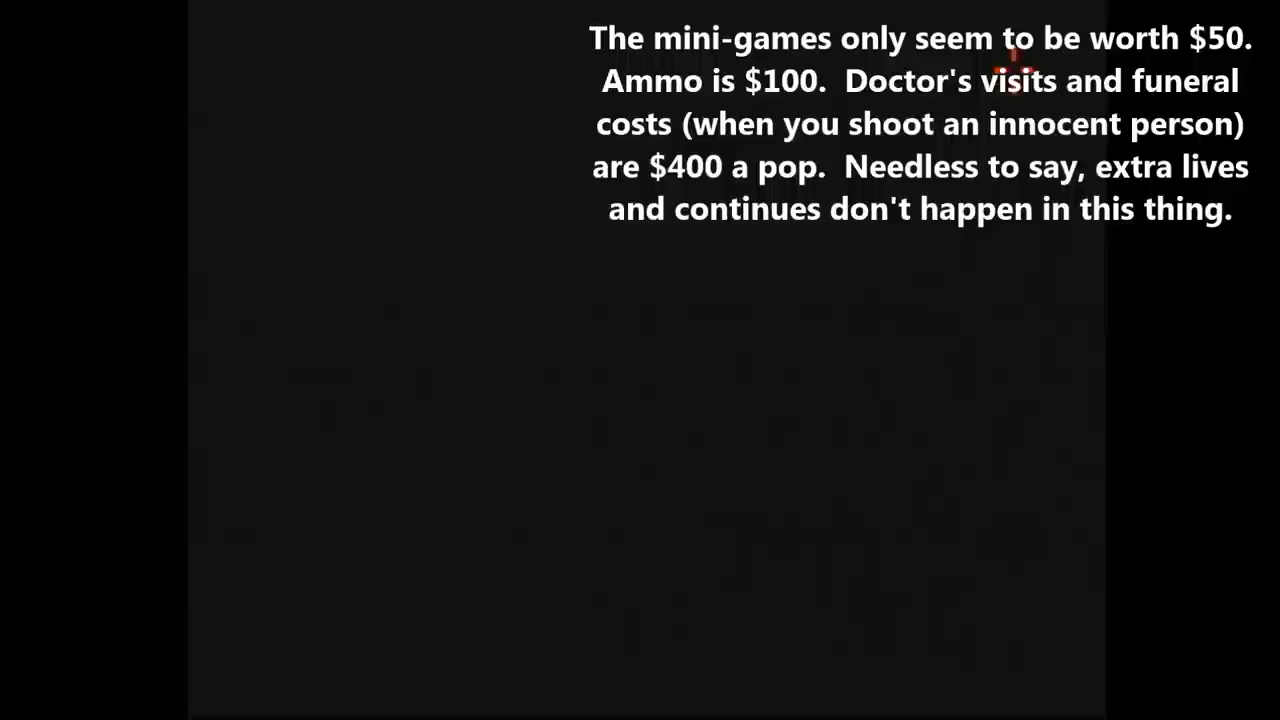 The mini-games only seem to be worth $50.
Ammo is $100.  Doctor's visits and funeral
costs (when you shoot an innocent person)
are $400 a pop.  Needless to say, extra lives
and continues don't happen in this thing.